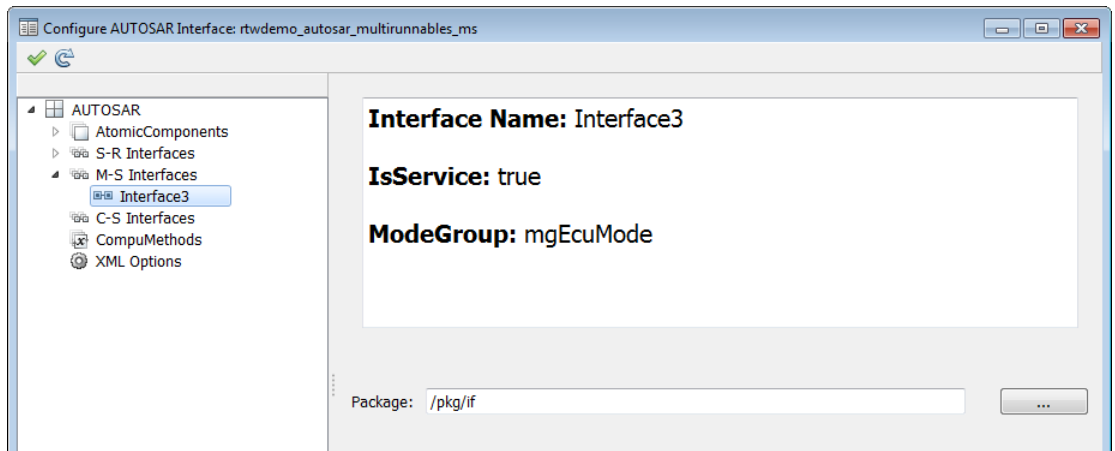 Configure AUTOSAR Interface: rtwdemo_autosar_multirunnables_ms
AUTOSAR
AtomicComponents
S-R Interfaces
M-S Interfaces
Interface3
C-S Interfaces
CompuMethods
XML Options
Interface Name: Interface3
IsService: true
ModeGroup: mgEcuMode
Package: /pkg/if
...